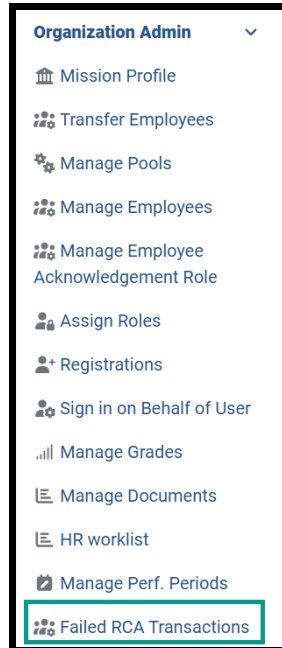 Organization Admin
Mission Profile
Transfer Employees
Manage Pools
Manage Employees
Manage Employee
Acknowledgement Role
Assign Roles
Registrations
Sign in on Behalf of User
Manage Grades
Manage Documents
HR worklist
Manage Perf. Periods
Failed RCA Transactions